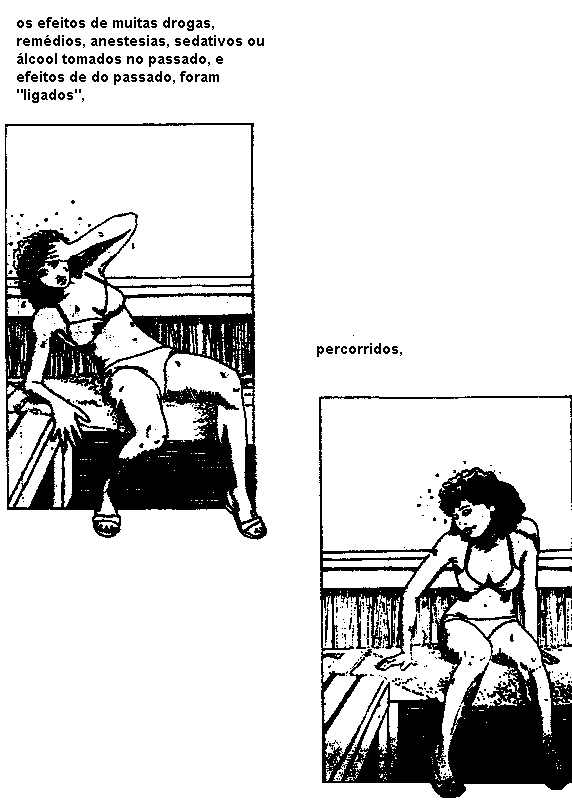 os efeitos de muitas drogas,
remédios, anestesias, sedativos ou
álcool tomados no passado, e
efeitos de do passado, foram
"ligados",
percorridos,